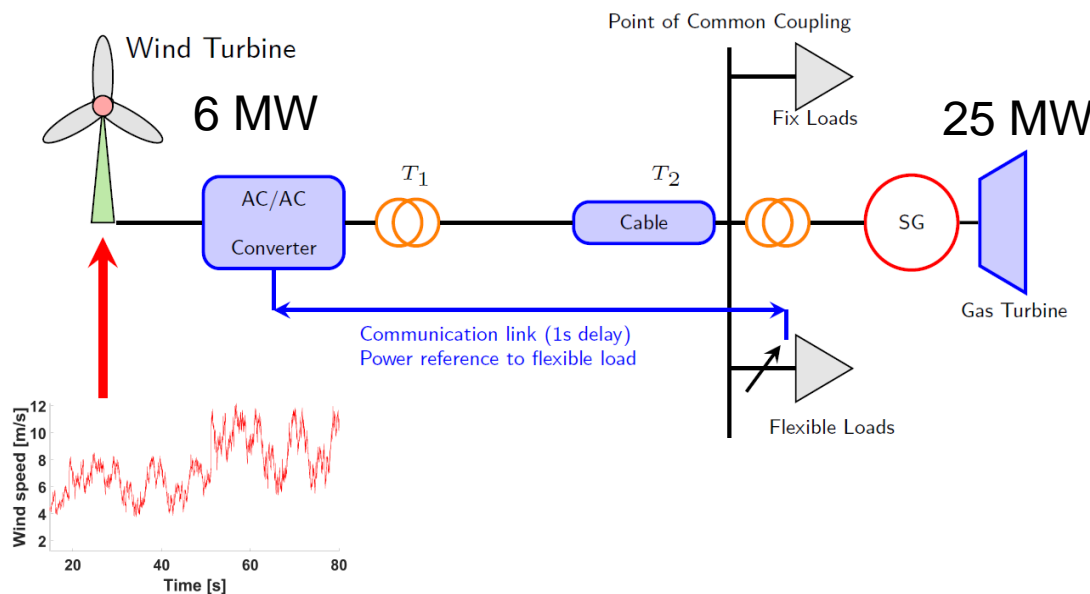 Point of Common Coupling
Wind Turbine
6 MW
Fix Loads
25 MW
T1
T2
AC/AC
Converter
Cable
SG
Gas Turbine
Communication link (1s delay)
Power reference to flexible load
Flexible Loads
12
10
8
6
4
2
Wind speed [m/s]
20
40
60
80
Time [s]